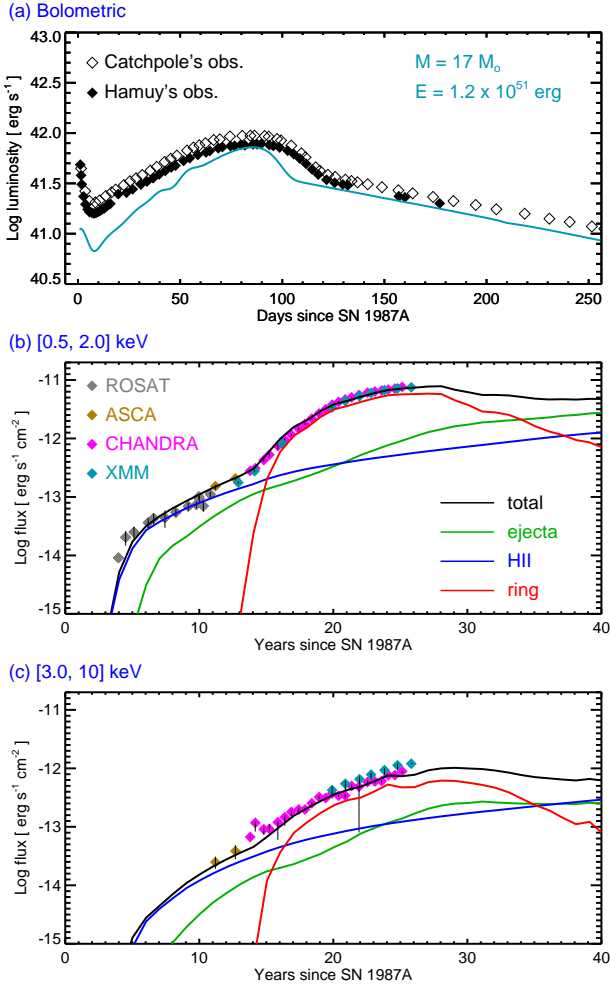 (a) Bolometric
43.0
42.5
42.0
41.5
41.0
40.5
Log luminosity [ erg s-1 ]
Catchpole's obs.
Hamuy's obs.
M = 17 Mo
E = 1.2 x 10^51 erg
0 50 100 150 200 250
Days since SN 1987A
(b) [0.5, 2.0] keV
-11
-12
-13
-14
-15
Log flux [ erg s-1 cm-2 ]
ROSAT
ASCA
CHANDRA
XMM
total
ejecta
HII
ring
0 10 20 30 40
Years since SN 1987A
(c) [3.0, 10] keV
-11
-12
-13
-14
-15
Log flux [ erg s-1 cm-2 ]
0 10 20 30 40
Years since SN 1987A